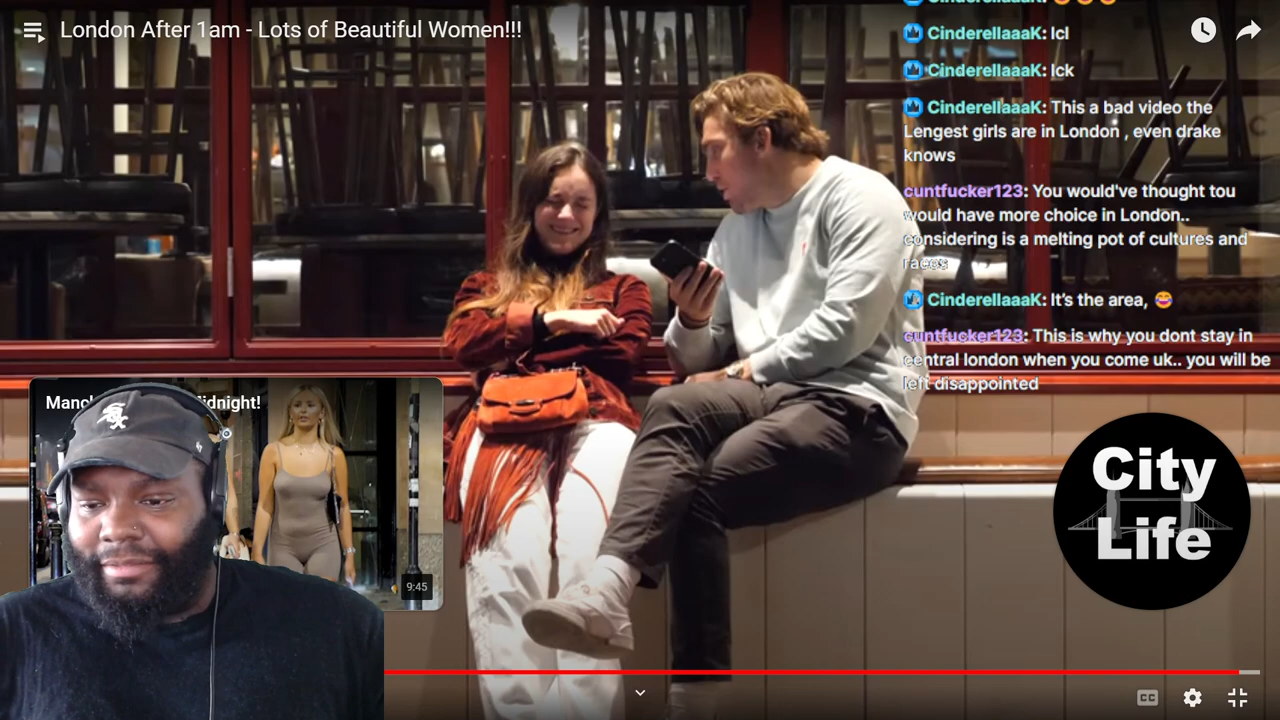 London After 1am - Lots of Beautiful Women!!!
CinderellaaaK: lcl
CinderellaaaK: Ick
CinderellaaaK: This a bad video the
Lengest girls are in London , even drake
knows
cuntfucker123: You would've thought tou
would have more choice in London..
considering is a melting pot of cultures and
races
CinderellaaaK: It's the area, 😂
cuntfucker123: This is why you dont stay in
central london when you come uk.. you will be
left disappointed
idnight!
9:45
City
Life
CC